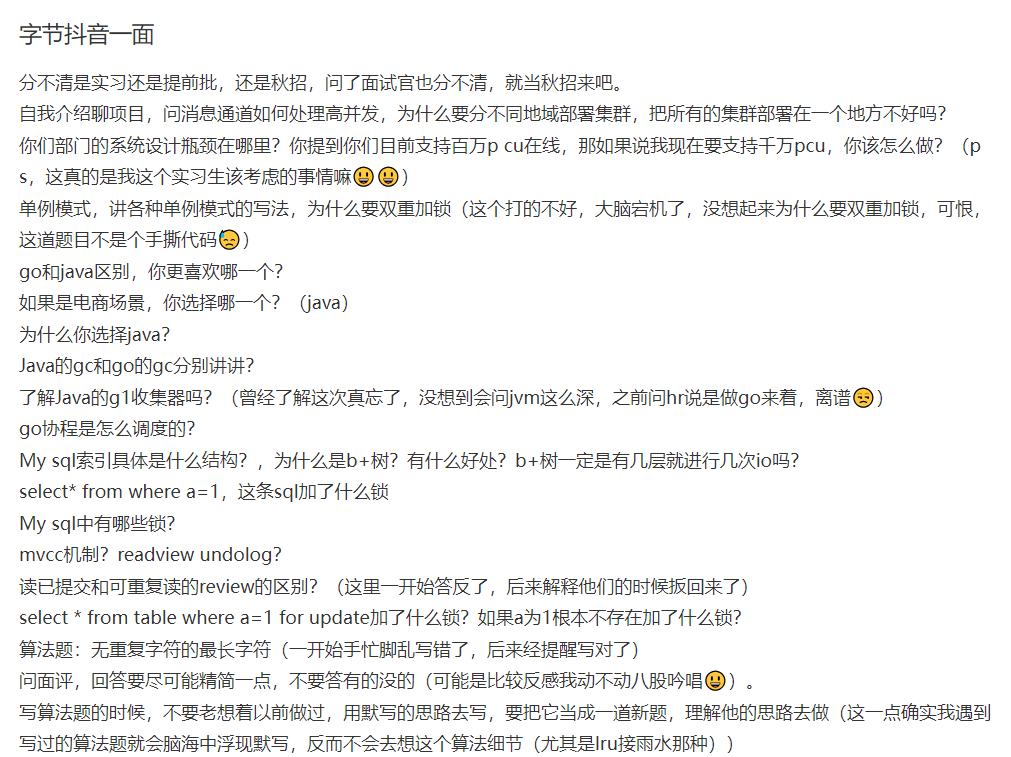 字节抖音一面
分不清是实习还是提前批，还是秋招，问了面试官也分不清，就当秋招来吧。
自我介绍聊项目，问消息通道如何处理高并发，为什么要分不同地域部署集群，把所有的集群部署在一个地方不好吗？
你们部门的系统设计瓶颈在哪里？你提到你们目前支持百万p cu在线，那如果说我现在要支持千万pcu，你该怎么做？（p
s，这真的是我这个实习生该考虑的事情嘛😃😃）
单例模式，讲各种单例模式的写法，为什么要双重加锁（这个打的不好，大脑宕机了，没想起来为什么要双重加锁，可恨，
这道题目不是个手撕代码😓）
go和java区别，你更喜欢哪一个？
如果是电商场景，你选择哪一个？（java）
为什么你选择java？
Java的gc和go的gc分别讲讲？
了解Java的g1收集器吗？（曾经了解这次真忘了，没想到会问jvm这么深，之前问hr说是做go来着，离谱😒）
go协程是怎么调度的？
My sql索引具体是什么结构？，为什么是b+树？有什么好处？b+树一定是有几层就进行几次io吗？
select* from where a=1，这条sql加了什么锁
My sql中有哪些锁？
mvcc机制？readview undolog？
读已提交和可重复读的review的区别？（这里一开始答反了，后来解释他们的时候扳回来了）
select * from table where a=1 for update加了什么锁？如果a为1根本不存在加了什么锁？
算法题：无重复字符的最长字符（一开始手忙脚乱写错了，后来经提醒写对了）
问面评，回答要尽可能精简一点，不要答有的没的（可能是比较反感我动不动八股吟唱😃）。
写算法题的时候，不要老想着以前做过，用默写的思路去写，要把它当成一道新题，理解他的思路去做（这一点确实我遇到
写过的算法题就会脑海中浮现默写，反而不会去想这个算法细节（尤其是lru接雨水那种））